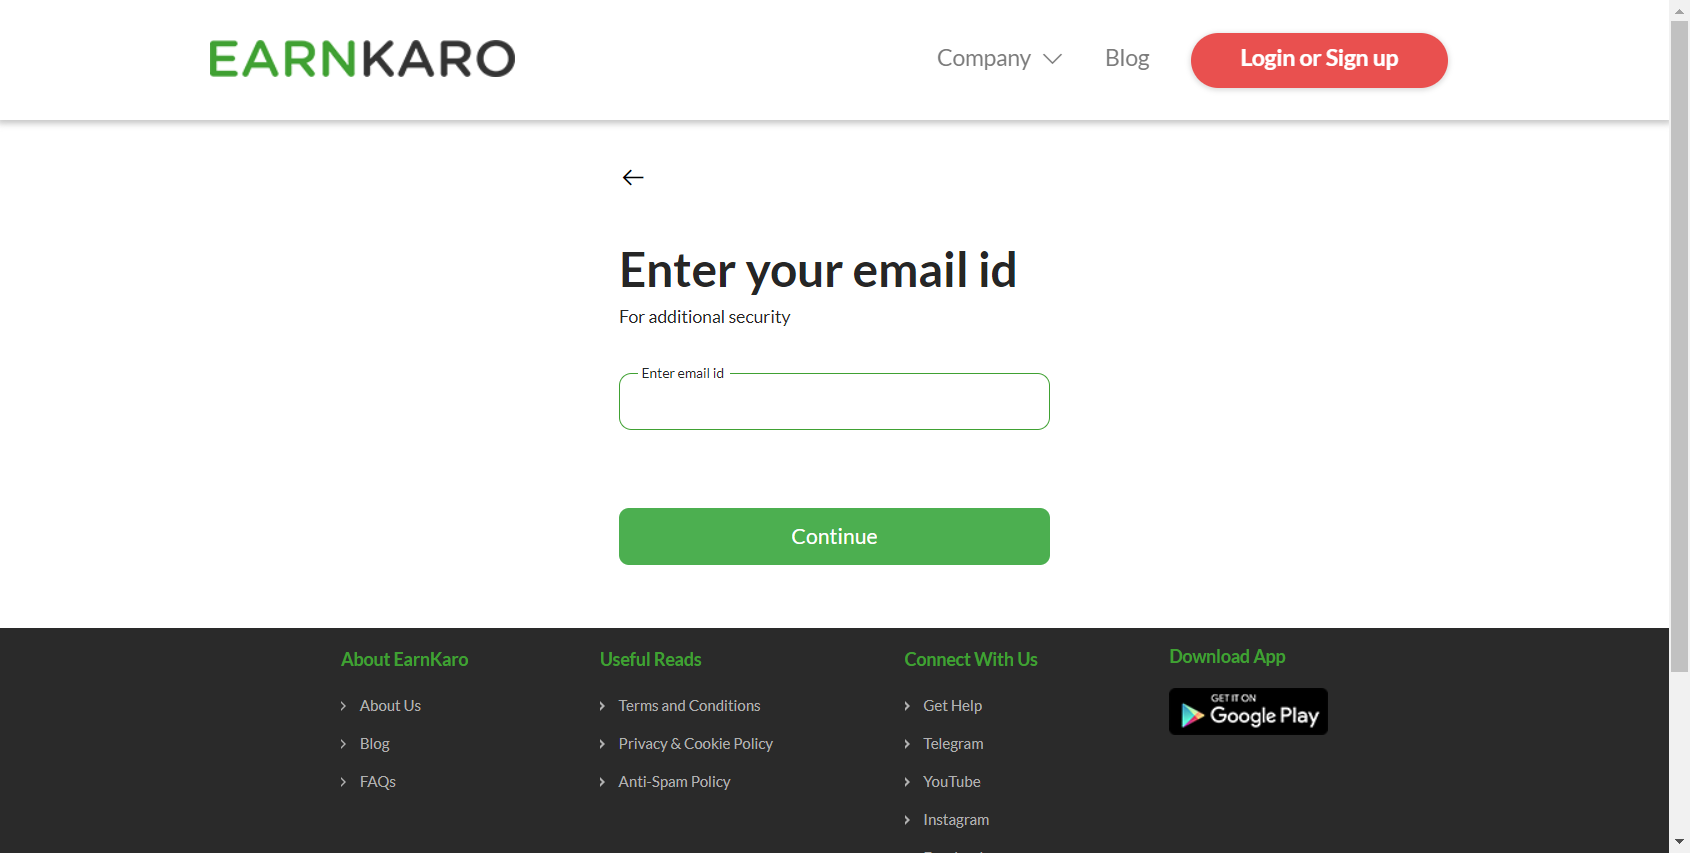 EARNKARO
Company
Blog
Login or Sign up
Enter your email id
For additional security
Enter email id
Continue
About EarnKaro
About Us
Blog
FAQs
Useful Reads
Terms and Conditions
Privacy & Cookie Policy
Anti-Spam Policy
Connect With Us
Get Help
Telegram
YouTube
Instagram
Download App
GET IT ON
Google Play